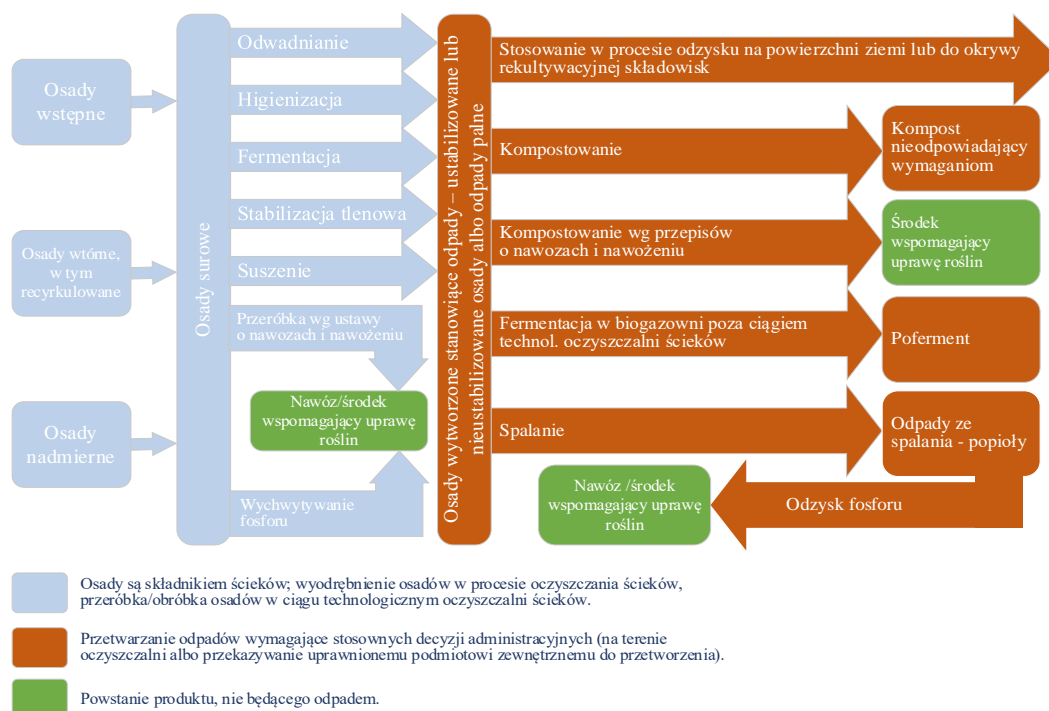 Osady
wstępne
Osady wtórne,
w tym
recyrkulowane
Osady
nadmierne
Osady surowe
Odwadnianie
Higienizacja
Fermentacja
Stabilizacja tlenowa
Suszenie
Przeróbka wg ustawy
o nawozach i nawożeniu
Nawóz/środek
wspomagający uprawę
roślin
Wychwytywanie
fosforu
Osady wytworzone stanowiące odpady – ustabilizowane lub
nieustabilizowane osady albo odpady palne
Stosowanie w procesie odzysku na powierzchni ziemi lub do okrywy
rekultywacyjnej składowisk
Kompostowanie
Kompost
nieodpowiadający
wymaganiom
Kompostowanie wg przepisów
o nawozach i nawożeniu
Środek
wspomagający
uprawę roślin
Fermentacja w biogazowni poza ciągiem
technol. oczyszczalni ścieków
Poferment
Spalanie
Odpady ze
spalania - popioły
Nawóz /środek
wspomagający uprawę
roślin
Odzysk fosforu
Osady są składnikiem ścieków; wyodrębnienie osadów w procesie oczyszczania ścieków,
przeróbka/obróbka osadów w ciągu technologicznym oczyszczalni ścieków.
Przetwarzanie odpadów wymagające stosownych decyzji administracyjnych (na terenie
oczyszczalni albo przekazywanie uprawnionemu podmiotowi zewnętrznemu do przetworzenia).
Powstanie produktu, nie będącego odpadem.